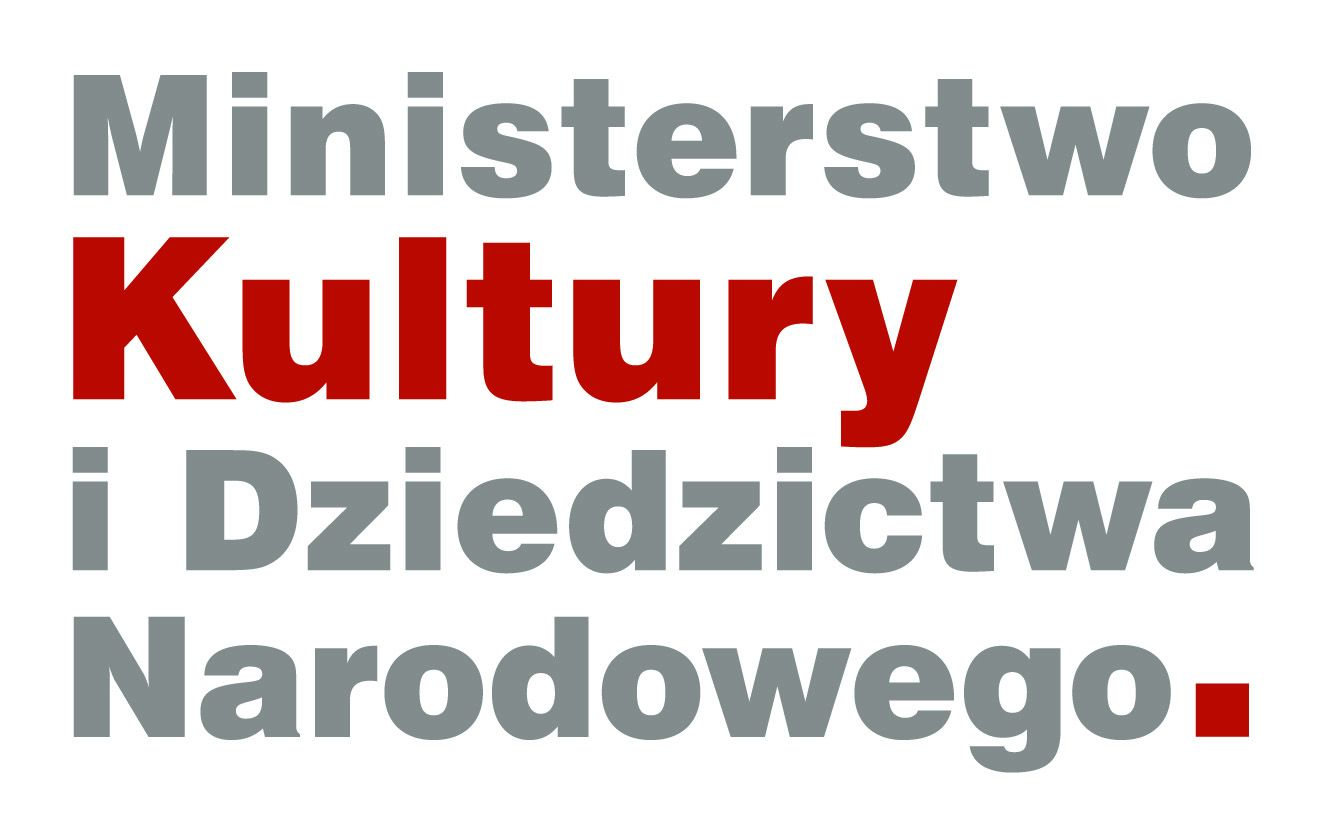 Ministerstwo
Kultury
i Dziedzictwa
Narodowego.